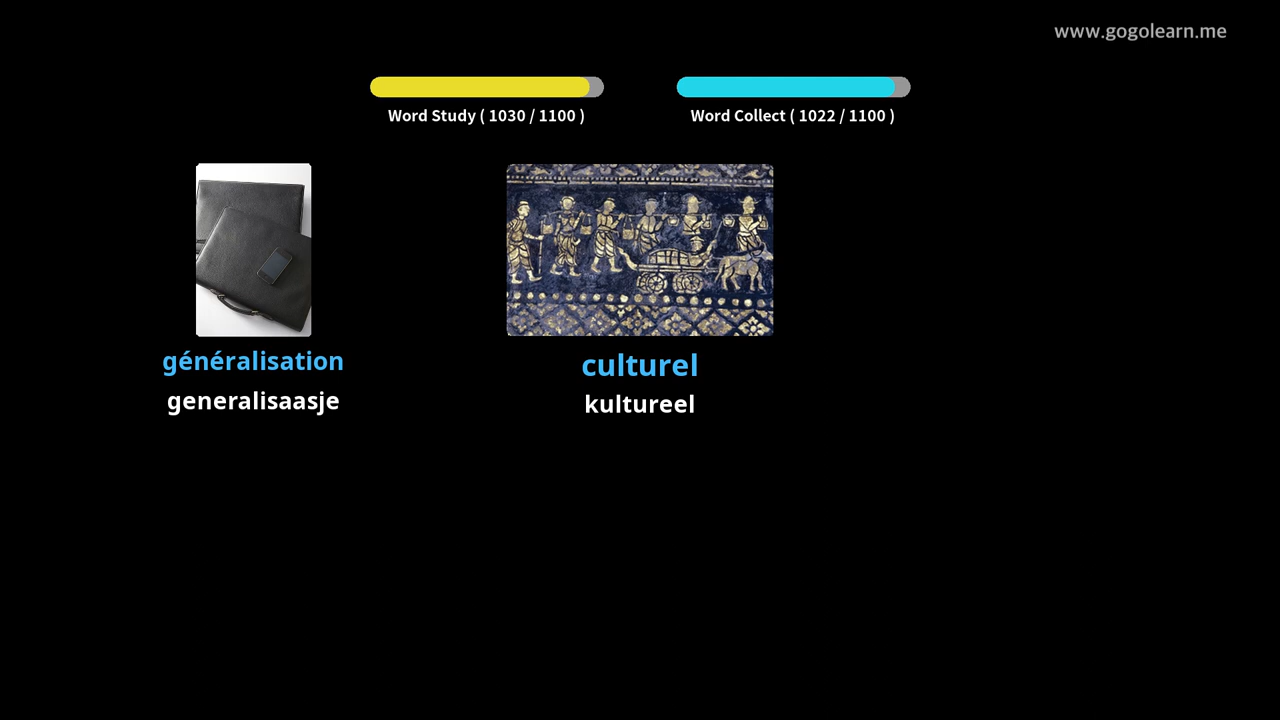 www.gogolearn.me
Word Study ( 1030 / 1100 )
Word Collect ( 1022 / 1100 )
généralisation
generalisaasje
culturel
kultureel